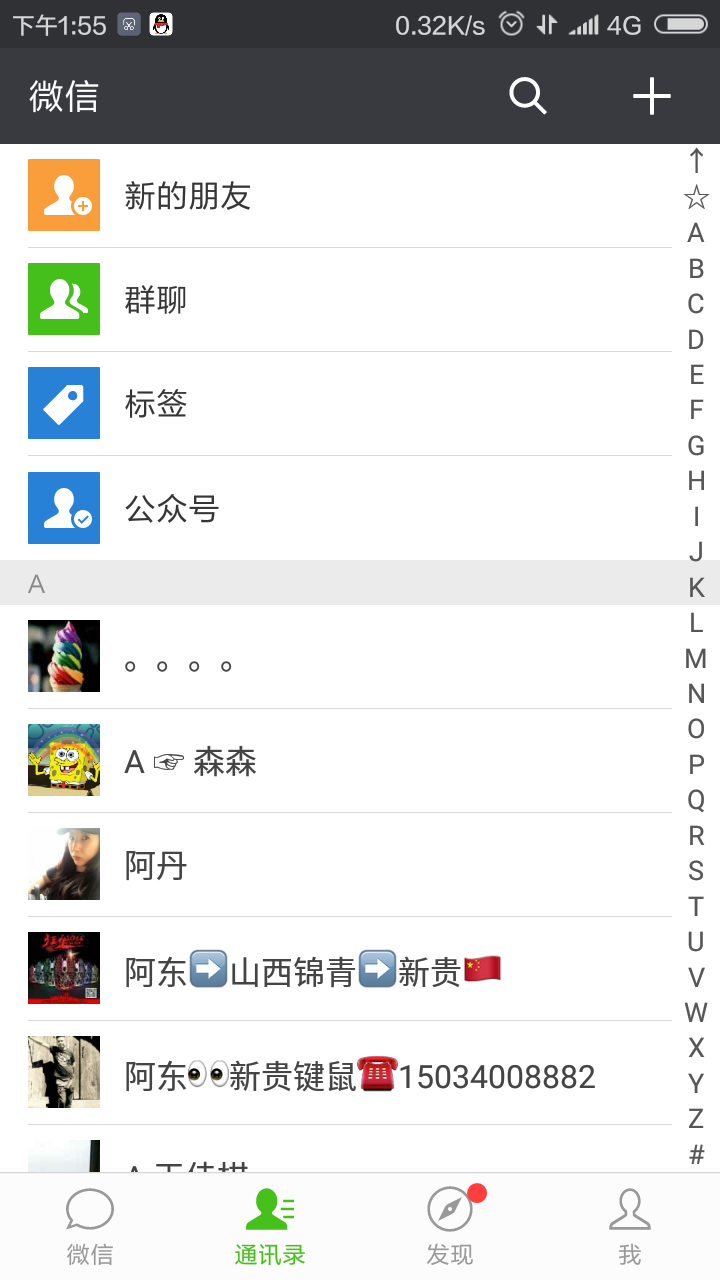 下午1:55 0.32K/s 4G
微信
新的朋友
群聊
标签
公众号
A
。。。。
A ☞ 森森
阿丹
阿东➡️山西锦青➡️新贵🇨🇳
阿东👀新贵键鼠☎️15034008882
↑
☆
A
B
C
D
E
F
G
H
I
J
K
L
M
N
O
P
Q
R
S
T
U
V
W
X
Y
Z
#
微信 通讯录 发现 我